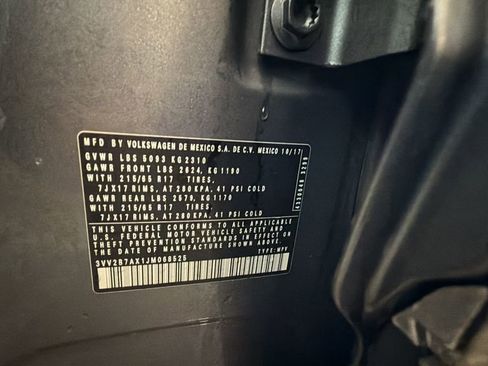 MFD BY VOLKSWAGEN DE MEXICO S.A. DE C.V. MEXICO 10/17
GVWR LBS 5093 KG 2310
GAWR FRONT LBS 2624, KG 1190
WITH 215/65 R17 TIRES,
7JX17 RIMS, AT 280 KPA, 41 PSI COLD
GAWR REAR LBS 2579, KG 1170
WITH 215/65 R17 TIRES,
7JX17 RIMS, AT 280 KPA, 41 PSI COLD
THIS VEHICLE CONFORMS TO ALL APPLICABLE
U.S. FEDERAL MOTOR VEHICLE SAFETY AND
THEFT PREVENTION STANDARDS IN EFFECT ON
THE DATE OF MANUFACTURE SHOWN ABOVE.
3VV2B7AX1JM068525 TYPE: MPV